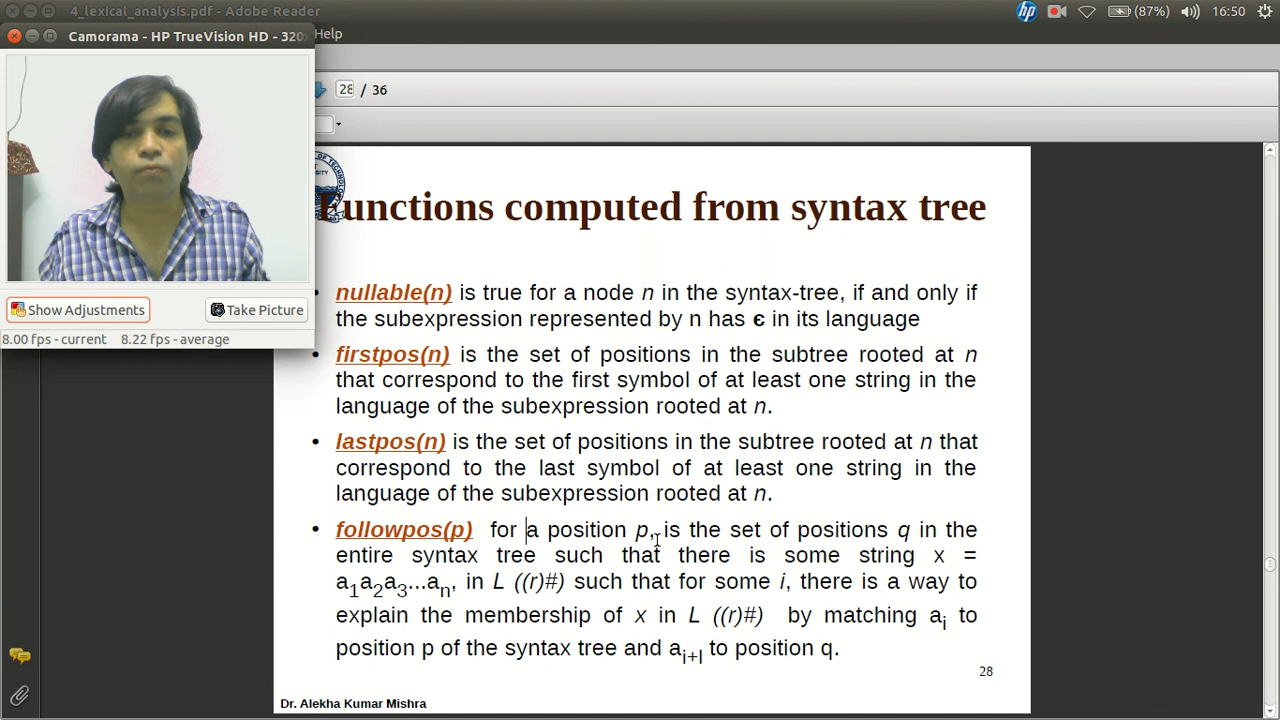 4_lexical_analysis.pdf - Adobe Reader
(87%)
16:50
Camorama - HP TrueVision HD - 320
Help
28 / 36
Functions computed from syntax tree
• nullable(n) is true for a node n in the syntax-tree, if and only if
the subexpression represented by n has ϵ in its language
• firstpos(n) is the set of positions in the subtree rooted at n
that correspond to the first symbol of at least one string in the
language of the subexpression rooted at n.
• lastpos(n) is the set of positions in the subtree rooted at n that
correspond to the last symbol of at least one string in the
language of the subexpression rooted at n.
• followpos(p) for a position p, is the set of positions q in the
entire syntax tree such that there is some string x =
a1a2a3...an, in L ((r)#) such that for some i, there is a way to
explain the membership of x in L ((r)#) by matching ai to
position p of the syntax tree and ai+l to position q.
28
Dr. Alekha Kumar Mishra
Show Adjustments
Take Picture
8.00 fps - current 8.22 fps - average